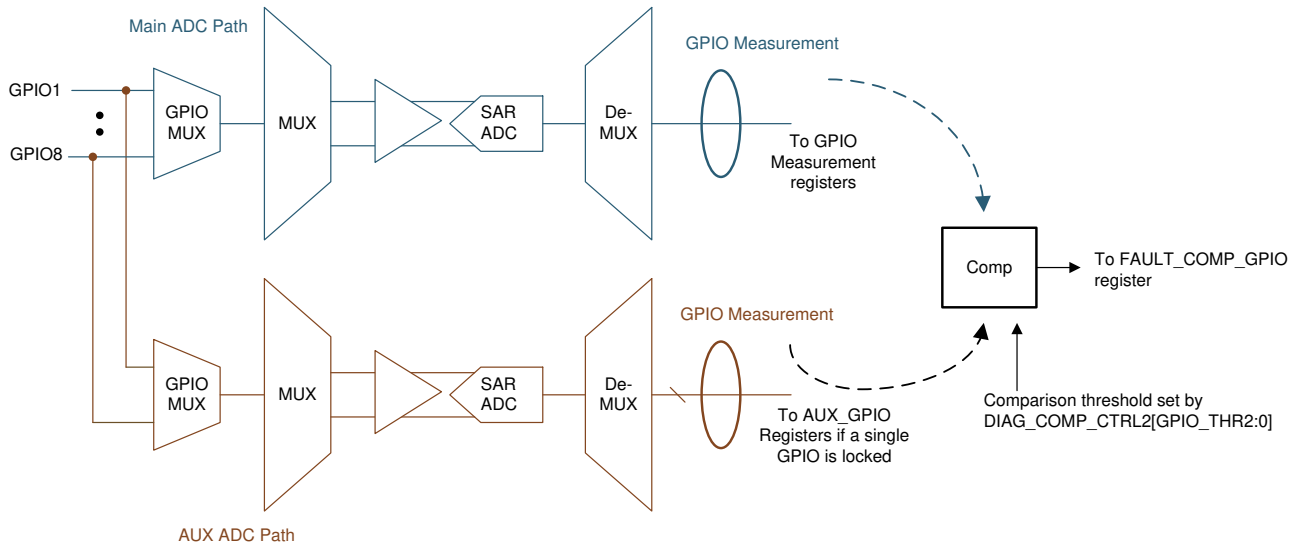 Main ADC Path
GPIO Measurement
GPIO1
GPIO8
GPIO
MUX
MUX
SAR
ADC
De-
MUX
To GPIO
Measurement
registers
Comp
To FAULT_COMP_GPIO
register
GPIO Measurement
GPIO
MUX
MUX
SAR
ADC
De-
MUX
To AUX_GPIO
Registers if a single
GPIO is locked
Comparison threshold set by
DIAG_COMP_CTRL2[GPIO_THR2:0]
AUX ADC Path